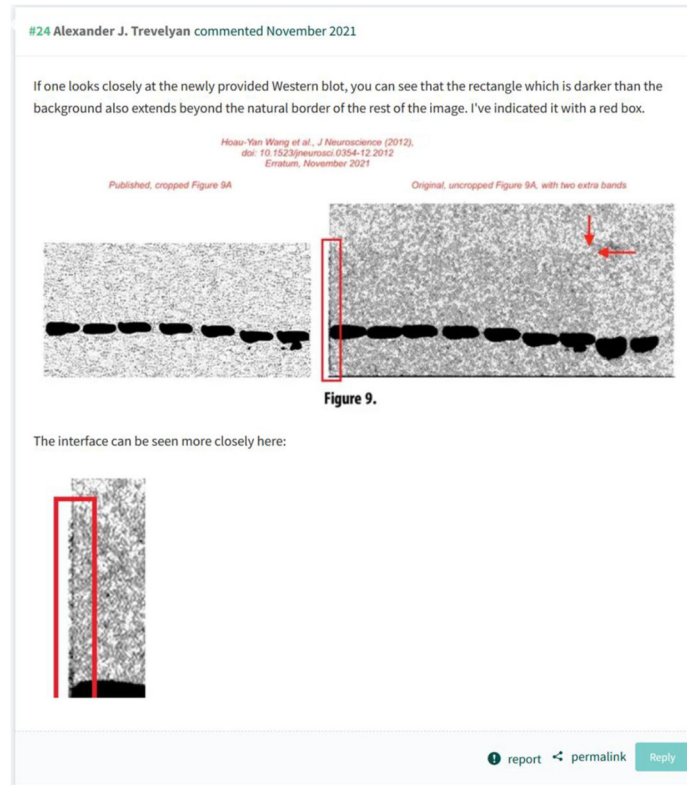 #24 Alexander J. Trevelyan commented November 2021
If one looks closely at the newly provided Western blot, you can see that the rectangle which is darker than the
background also extends beyond the natural border of the rest of the image. I've indicated it with a red box.
Hoau-Yan Wang et al., J Neuroscience (2012),
doi: 10.1523/jneurosci.0354-12.2012
Erratum, November 2021
Published, cropped Figure 9A
Original, uncropped Figure 9A, with two extra bands
Figure 9.
The interface can be seen more closely here:
report permalink Reply